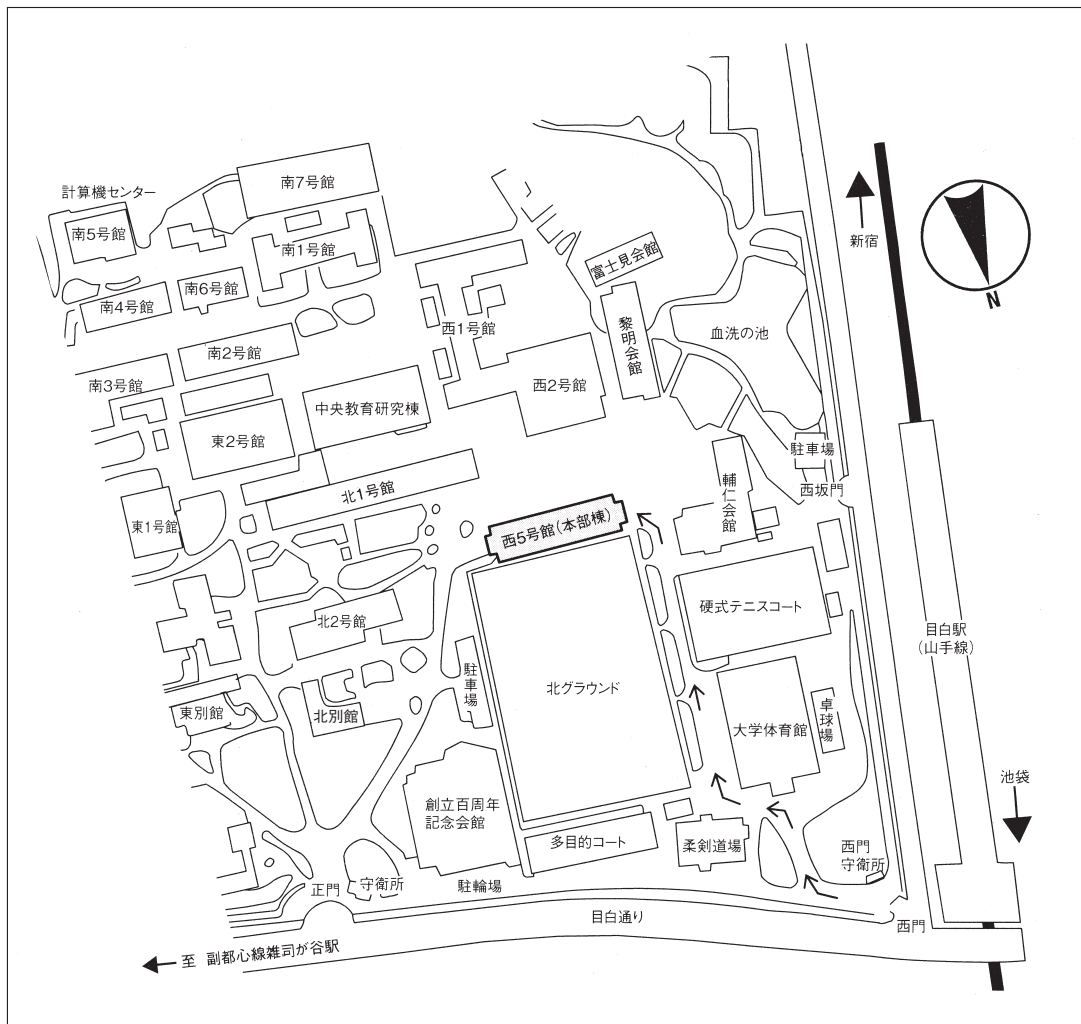 計算機センター
南5号館
南7号館
南1号館
南6号館
南4号館
南2号館
南3号館
西1号館
富士見会館
黎明会館
血洗の池
新宿
N
中央教育研究棟
西2号館
東2号館
北1号館
東1号館
西5号館(本部棟)
輔仁会館
駐車場
西坂門
北2号館
硬式テニスコート
目白駅
(山手線)
駐車場
北グラウンド
東別館
北別館
大学体育館
卓球場
池袋
創立百周年
記念会館
多目的コート
柔剣道場
西門
守衛所
正門
守衛所
駐輪場
目白通り
西門
至 副都心線雑司が谷駅